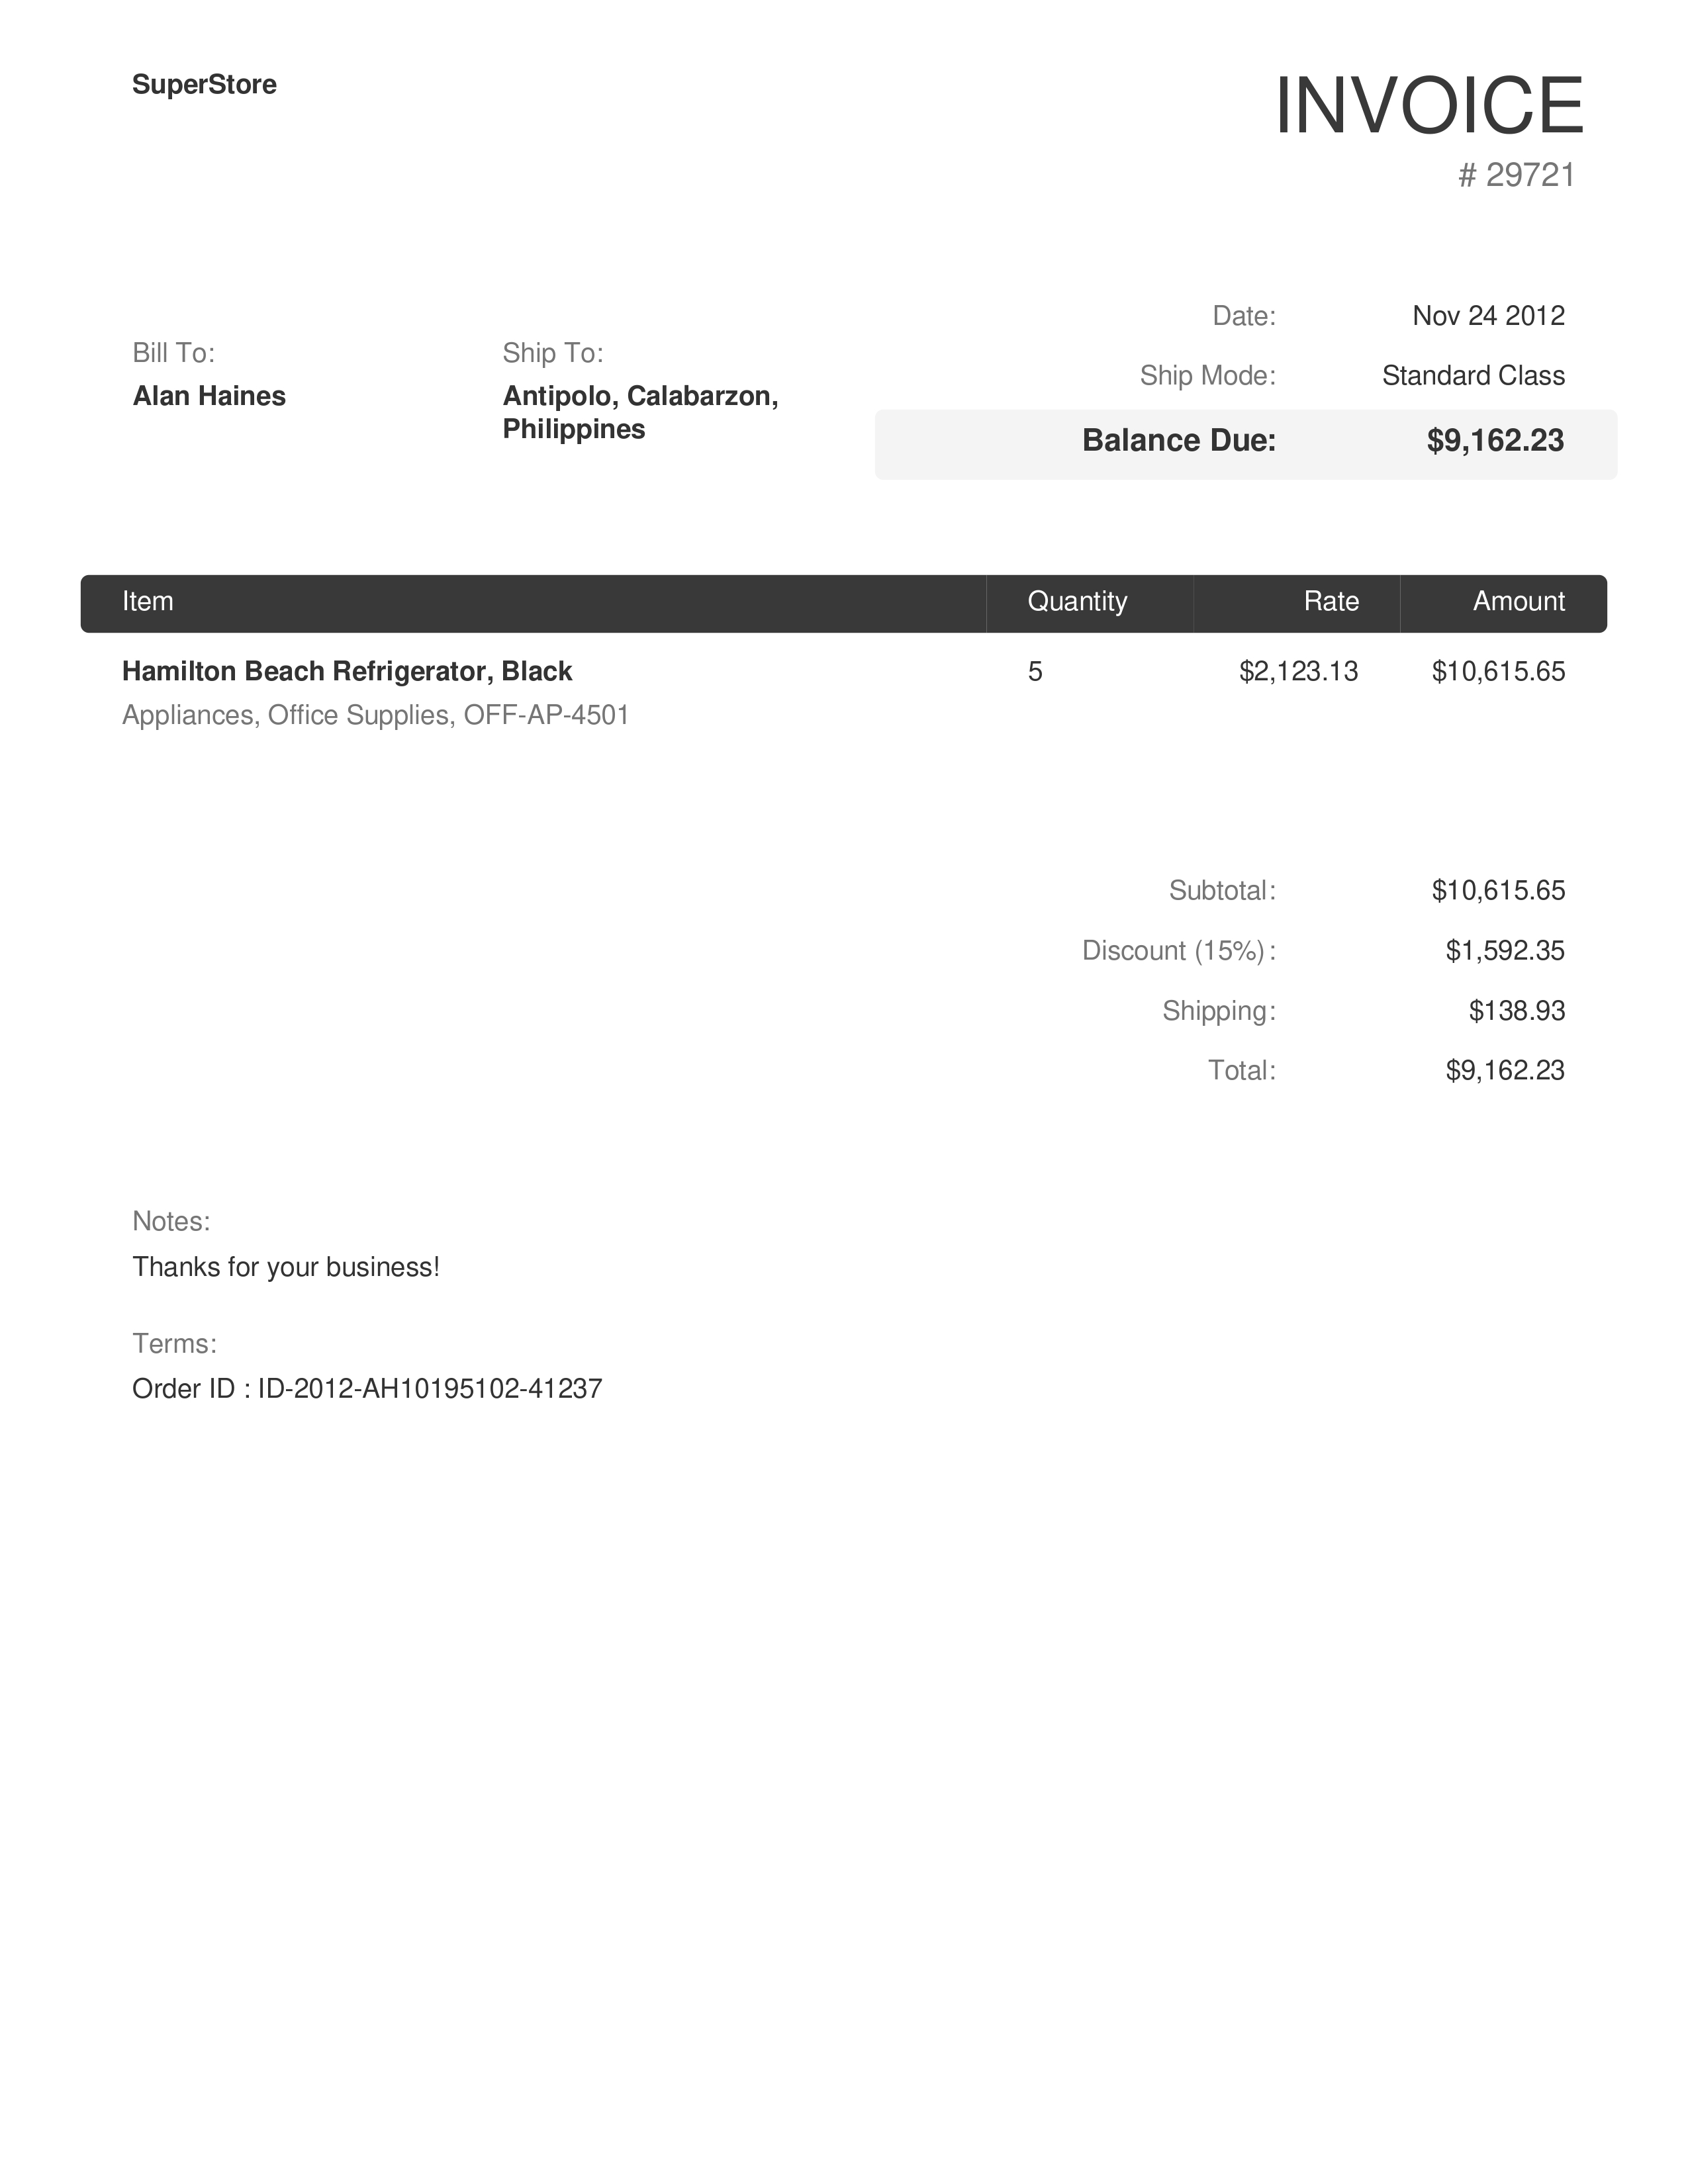 SuperStore
INVOICE
# 29721
Date: Nov 24 2012
Ship Mode: Standard Class
Balance Due: $9,162.23
Bill To:
Alan Haines
Ship To:
Antipolo, Calabarzon,
Philippines
Item Quantity Rate Amount
Hamilton Beach Refrigerator, Black 5 $2,123.13 $10,615.65
Appliances, Office Supplies, OFF-AP-4501
Subtotal: $10,615.65
Discount (15%): $1,592.35
Shipping: $138.93
Total: $9,162.23
Notes:
Thanks for your business!
Terms:
Order ID : ID-2012-AH10195102-41237